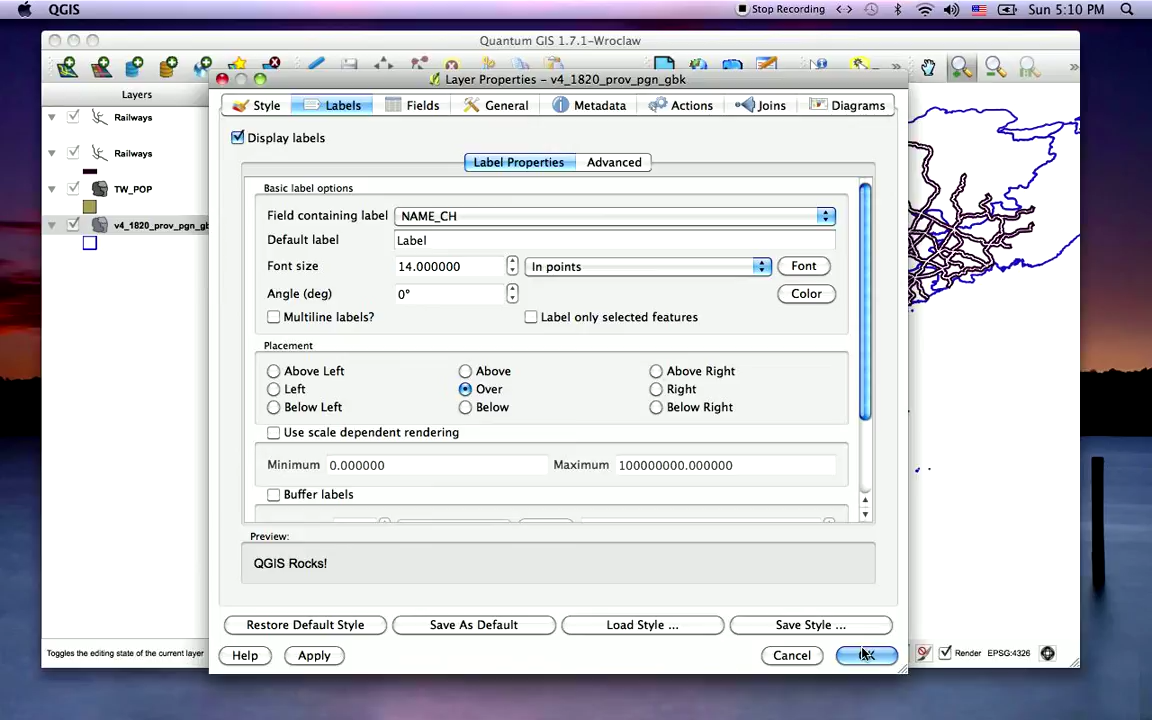 QGIS
Stop Recording
Sun 5:10 PM
Quantum GIS 1.7.1-Wroclaw
Layer Properties - v4_1820_prov_pgn_gbk
Layers
Railways
Railways
TW_POP
v4_1820_prov_pgn_gb
Style
Labels
Fields
General
Metadata
Actions
Joins
Diagrams
Display labels
Label Properties
Advanced
Basic label options
Field containing label
NAME_CH
Default label
Label
Font size
14.000000
In points
Font
Angle (deg)
0°
Color
Multiline labels?
Label only selected features
Placement
Above Left
Above
Above Right
Left
Over
Right
Below Left
Below
Below Right
Use scale dependent rendering
Minimum
0.000000
Maximum
100000000.000000
Buffer labels
Preview:
QGIS Rocks!
Restore Default Style
Save As Default
Load Style ...
Save Style ...
Help
Apply
Cancel
Toggles the editing state of the current layer
Render
EPSG:4326